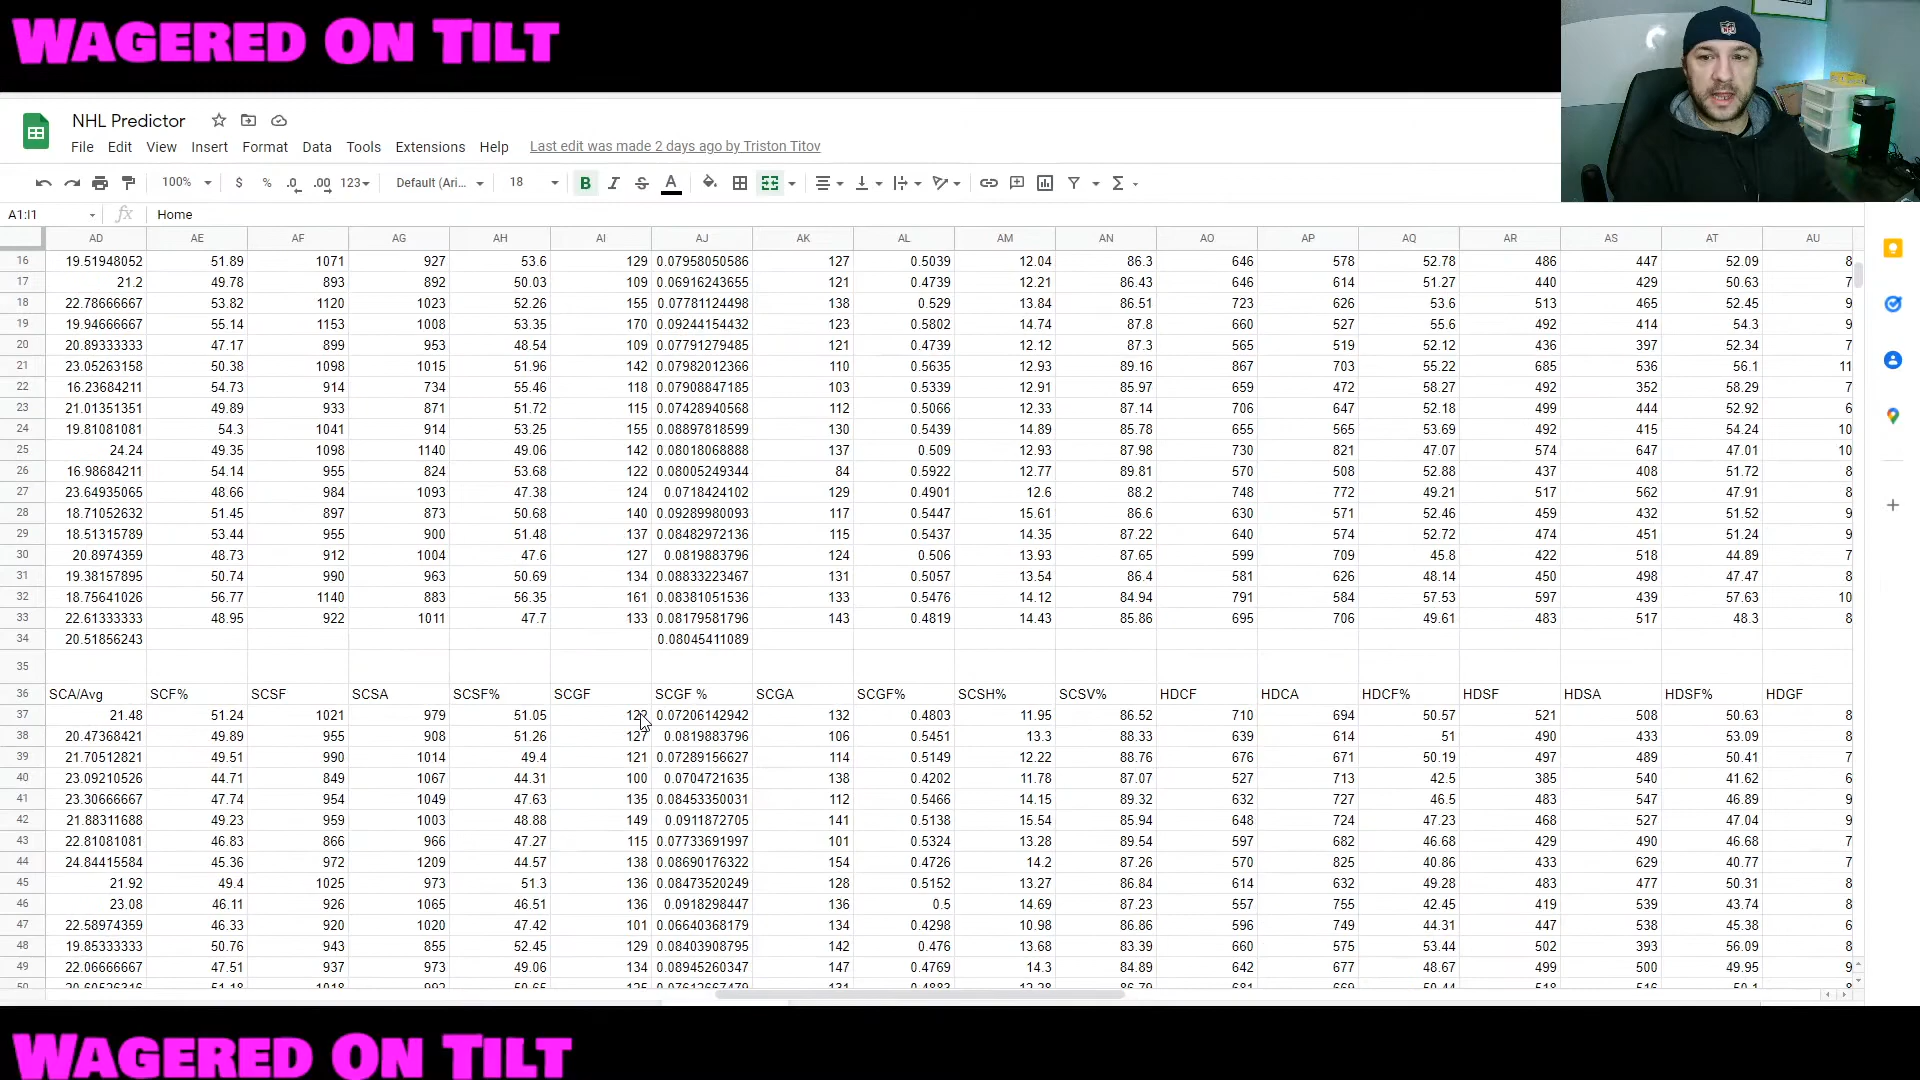 WAGERED ON TILT
NFL
NHL Predictor
File Edit View Insert Format Data Tools Extensions Help Last edit was made 2 days ago by Triston Titov
100% $ % .0 .00 123 Default (Ari... 18 B I S A
A1:I1 fx Home
AD AE AF AG AH AI AJ AK AL AM AN AO AP AQ AR AS AT AU
16 19.51948052 51.89 1071 927 53.6 129 0.07958050586 127 0.5039 12.04 86.3 646 578 52.78 486 447 52.09 8
17 21.2 49.78 893 892 50.03 109 0.06916243655 121 0.4739 12.21 86.43 646 614 51.27 440 429 50.63 7
18 22.78666667 53.82 1120 1023 52.26 155 0.07781124498 138 0.529 13.84 86.51 723 626 53.6 513 465 52.45 9
19 19.94666667 55.14 1153 1008 53.35 170 0.09244154432 123 0.5802 14.74 87.8 660 527 55.6 492 414 54.3 9
20 20.89333333 47.17 899 953 48.54 109 0.07791279485 121 0.4739 12.12 87.3 565 519 52.12 436 397 52.34 7
21 23.05263158 50.38 1098 1015 51.96 142 0.07982012366 110 0.5635 12.93 89.16 867 703 55.22 685 536 56.1 11
22 16.23684211 54.73 914 734 55.46 118 0.07908847185 103 0.5339 12.91 85.97 659 472 58.27 492 352 58.29 7
23 21.01351351 49.89 933 871 51.72 115 0.07428940568 112 0.5066 12.33 87.14 706 647 52.18 499 444 52.92 6
24 19.81081081 54.3 1041 914 53.25 155 0.08897818599 130 0.5439 14.89 85.78 655 565 53.69 492 415 54.24 10
25 24.24 49.35 1098 1140 49.06 142 0.08018068888 137 0.509 12.93 87.98 730 821 47.07 574 647 47.01 10
26 16.98684211 54.14 955 824 53.68 122 0.08005249344 84 0.5922 12.77 89.81 570 508 52.88 437 408 51.72 8
27 23.64935065 48.66 984 1093 47.38 124 0.0718424102 129 0.4901 12.6 88.2 748 772 49.21 517 562 47.91 8
28 18.71052632 51.45 897 873 50.68 140 0.09289980093 117 0.5447 15.61 86.6 630 571 52.46 459 432 51.52 9
29 18.51315789 53.44 955 900 51.48 137 0.08482972136 115 0.5437 14.35 87.22 640 574 52.72 474 451 51.24 9
30 20.8974359 48.73 912 1004 47.6 127 0.0819883796 124 0.506 13.93 87.65 599 709 45.8 422 518 44.89 7
31 19.38157895 50.74 990 963 50.69 134 0.08833223467 131 0.5057 13.54 86.4 581 626 48.14 450 498 47.47 8
32 18.75641026 56.77 1140 883 56.35 161 0.08381051536 133 0.5476 14.12 84.94 791 584 57.53 597 439 57.63 10
33 22.61333333 48.95 922 1011 47.7 133 0.08179581796 143 0.4819 14.43 85.86 695 706 49.61 483 517 48.3 8
34 20.51856243 0.08045411089
35
36 SCA/Avg SCF% SCSF SCSA SCSF% SCGF SCGF % SCGA SCGF% SCSH% SCSV% HDCF HDCA HDCF% HDSF HDSA HDSF% HDGF
37 21.48 51.24 1021 979 51.05 0.07206142942 132 0.4803 11.95 86.52 710 694 50.57 521 508 50.63 8
38 20.47368421 49.89 955 908 51.26 127 0.0819883796 106 0.5451 13.3 88.33 639 614 51 490 433 53.09 8
39 21.70512821 49.51 990 1014 49.4 121 0.07289156627 114 0.5149 12.22 88.76 676 671 50.19 497 489 50.41 7
40 23.09210526 44.71 849 1067 44.31 100 0.0704721635 138 0.4202 11.78 87.07 527 713 42.5 385 540 41.62 6
41 23.30666667 47.74 954 1049 47.63 135 0.08453350031 112 0.5466 14.15 89.32 632 727 46.5 483 547 46.89 9
42 21.88311688 49.23 959 1003 48.88 149 0.0911872705 141 0.5138 15.54 85.94 648 724 47.23 468 527 47.04 9
43 22.81081081 46.83 866 966 47.27 115 0.07733691997 101 0.5324 13.28 89.54 597 682 46.68 429 490 46.68 7
44 24.84415584 45.36 972 1209 44.57 138 0.08690176322 154 0.4726 14.2 87.26 570 825 40.86 433 629 40.77 7
45 21.92 49.4 1025 973 51.3 136 0.08473520249 128 0.5152 13.27 86.84 614 632 49.28 483 477 50.31 8
46 23.08 46.11 926 1065 46.51 136 0.0918298447 136 0.5 14.69 87.23 557 755 42.45 419 539 43.74 8
47 22.58974359 46.33 920 1020 47.42 101 0.06640368179 134 0.4298 10.98 86.86 596 749 44.31 447 538 45.38 6
48 19.85333333 50.76 943 855 52.45 129 0.08403908795 142 0.476 13.68 83.39 660 575 53.44 502 393 56.09 8
49 22.06666667 47.51 937 973 49.06 134 0.08945260347 147 0.4769 14.3 84.89 642 677 48.67 499 500 49.95 9
WAGERED ON TILT